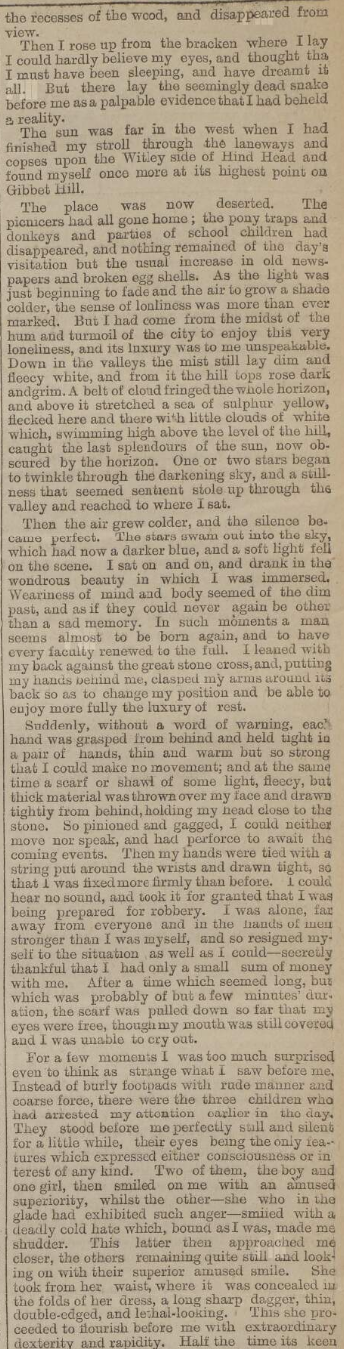 the recesses of the wood, and disappeared from
view.
Then I rose up from the bracken where I lay
I could hardly believe my eyes, and thought tha
I must have been sleeping, and have dreamt it
all. But there lay the seemingly dead snake
before me as a palpable evidence that I had beheld
a reality.
The sun was far in the west when I had
finished my stroll through the laneways and
copses upon the Witley side of Hind Head and
found myself once more at its highest point on
Gibbet Hill.
The place was now deserted. The
picnicers had all gone home; the pony traps and
donkeys and parties of school children had
disappeared, and nothing remained of the day's
visitation but the usual increase in old news-
papers and broken egg shells. As the light was
just beginning to fade and the air to grow a shade
colder, the sense of lonliness was more than ever
marked. But I had come from the midst of the
hum and turmoil of the city to enjoy this very
loneliness, and its luxury was to me unspeakable.
Down in the valleys the mist still lay dim and
fleecy white, and from it the hill tops rose dark
andgrim. A belt of cloud fringed the whole horizon,
and above it stretched a sea of sulphur yellow,
flecked here and there with little clouds of white
which, swimming high above the level of the hill,
caught the last splendours of the sun, now ob-
scured by the horizon. One or two stars began
to twinkle through the darkening sky, and a still-
ness that seemed sentient stole up through the
valley and reached to where I sat.
Then the air grew colder, and the silence be-
came perfect. The stars swam out into the sky,
which had now a darker blue, and a soft light fell
on the scene. I sat on and on, and drank in the
wondrous beauty in which I was immersed.
Weariness of mind and body seemed of the dim
past, and as if they could never again be other
than a sad memory. In such moments a man
seems almost to be born again, and to have
every faculty renewed to the full. I leaned with
my back against the great stone cross, and, putting
my hands behind me, clasped my arms around its
back so as to change my position and be able to
enjoy more fully the luxury of rest.
Suddenly, without a word of warning, each
hand was grasped from behind and held tight in
a pair of hands, thin and warm but so strong
that I could make no movement; and at the same
time a scarf or shawl of some light, fleecy, but
thick material was thrown over my face and drawn
tightly from behind, holding my head close to the
stone. So pinioned and gagged, I could neither
move nor speak, and had perforce to await the
coming events. Then my hands were tied with a
string put around the wrists and drawn tight, so
that I was fixed more firmly than before. I could
hear no sound, and took it for granted that I was
being prepared for robbery. I was alone, far
away from everyone and in the hands of men
stronger than I was myself, and so resigned my-
self to the situation as well as I could—secretly
thankful that I had only a small sum of money
with me. After a time which seemed long, but
which was probably of but a few minutes' dur-
ation, the scarf was pulled down so far that my
eyes were free, though my mouth was still covered
and I was unable to cry out.
For a few moments I was too much surprised
even to think as strange what I saw before me.
Instead of burly footpads with rude manner and
coarse force, there were the three children who
had arrested my attention earlier in the day.
They stood before me perfectly still and silent
for a little while, their eyes being the only fea-
tures which expressed either consciousness or in
terest of any kind. Two of them, the boy and
one girl, then smiled on me with an amused
superiority, whilst the other—she who in the
glade had exhibited such anger—smiled with a
deadly cold hate which, bound as I was, made me
shudder. This latter then approached me
closer, the others remaining quite still and look-
ing on with their superior amused smile. She
took from her waist, where it was concealed in
the folds of her dress, a long sharp dagger, thin,
double-edged, and lethal-looking. This she pro-
ceeded to flourish before me with extraordinary
dexterity and rapidity. Half the time its keen